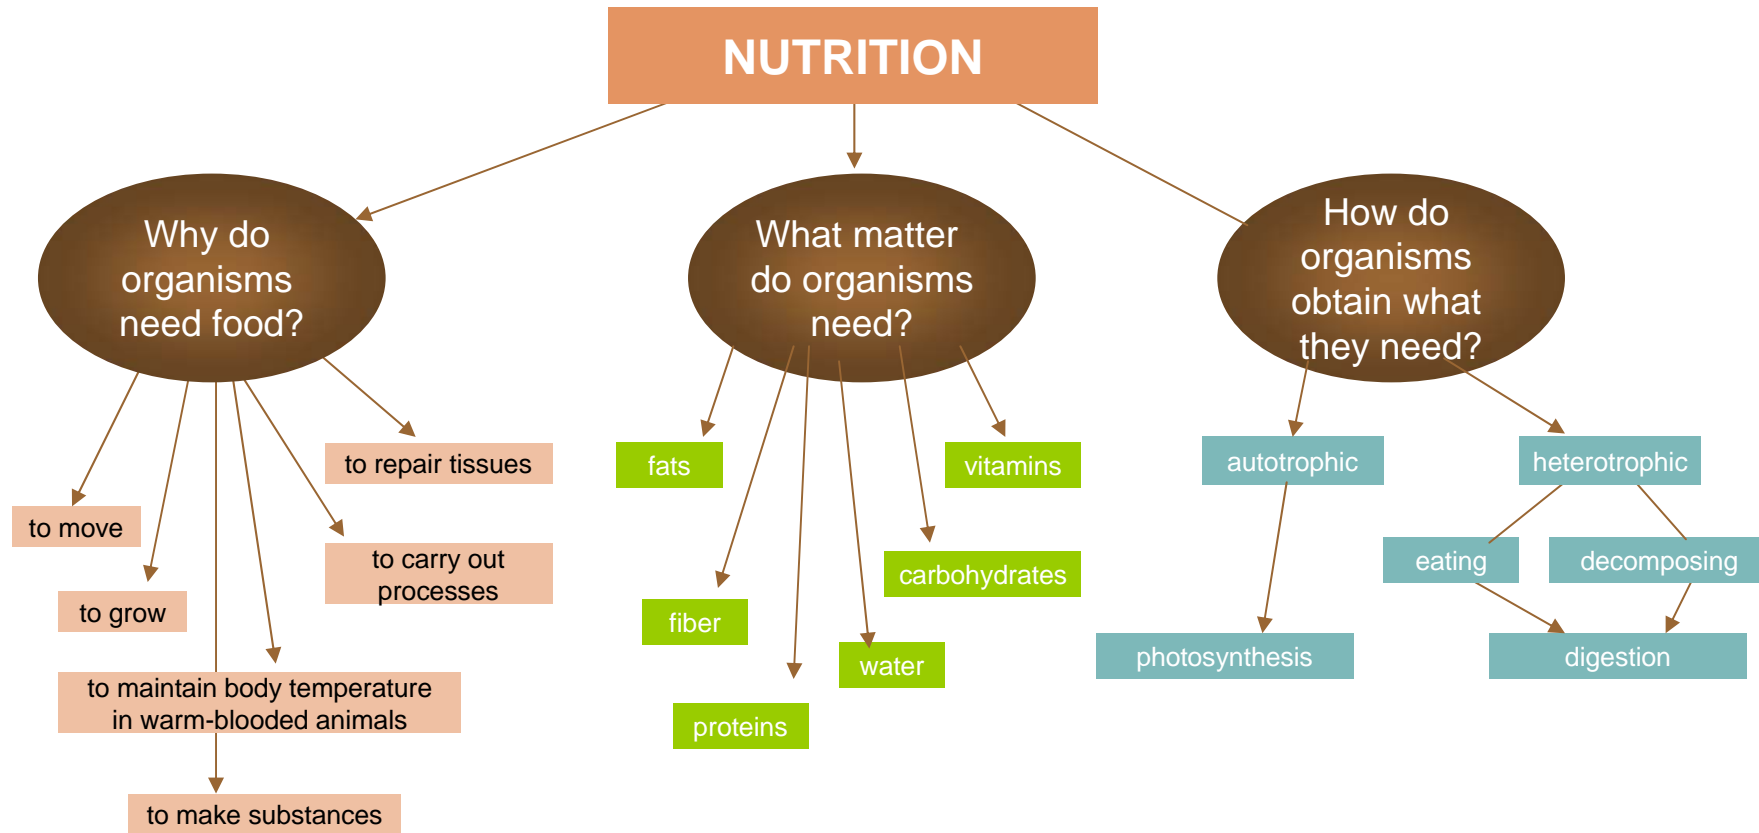 NUTRITION
Why do
organisms
need food?
What matter
do organisms
need?
How do
organisms
obtain what
they need?
to repair tissues
to move
to carry out
processes
to grow
to maintain body temperature
in warm-blooded animals
to make substances
fats
vitamins
carbohydrates
fiber
water
proteins
autotrophic
heterotrophic
eating
decomposing
photosynthesis
digestion